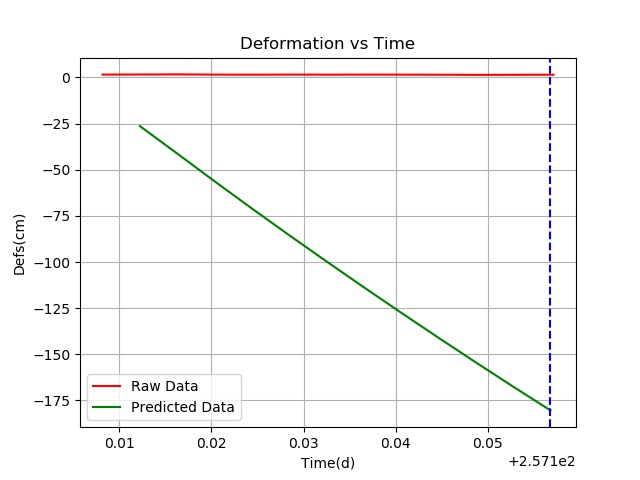 Deformation vs Time
Defs(cm)
0
−25
−50
−75
−100
−125
−150
−175
Raw Data
Predicted Data
0.01 0.02 0.03 0.04 0.05
Time(d)
+2.571e2